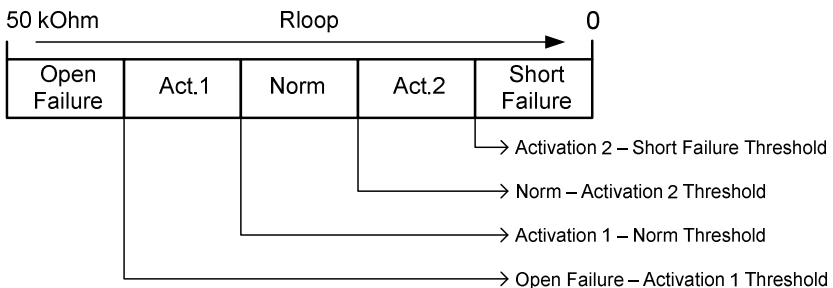 50 kOhm Rloop 0
Open Failure Act.1 Norm Act.2 Short Failure
Activation 2 – Short Failure Threshold
Norm – Activation 2 Threshold
Activation 1 – Norm Threshold
Open Failure – Activation 1 Threshold